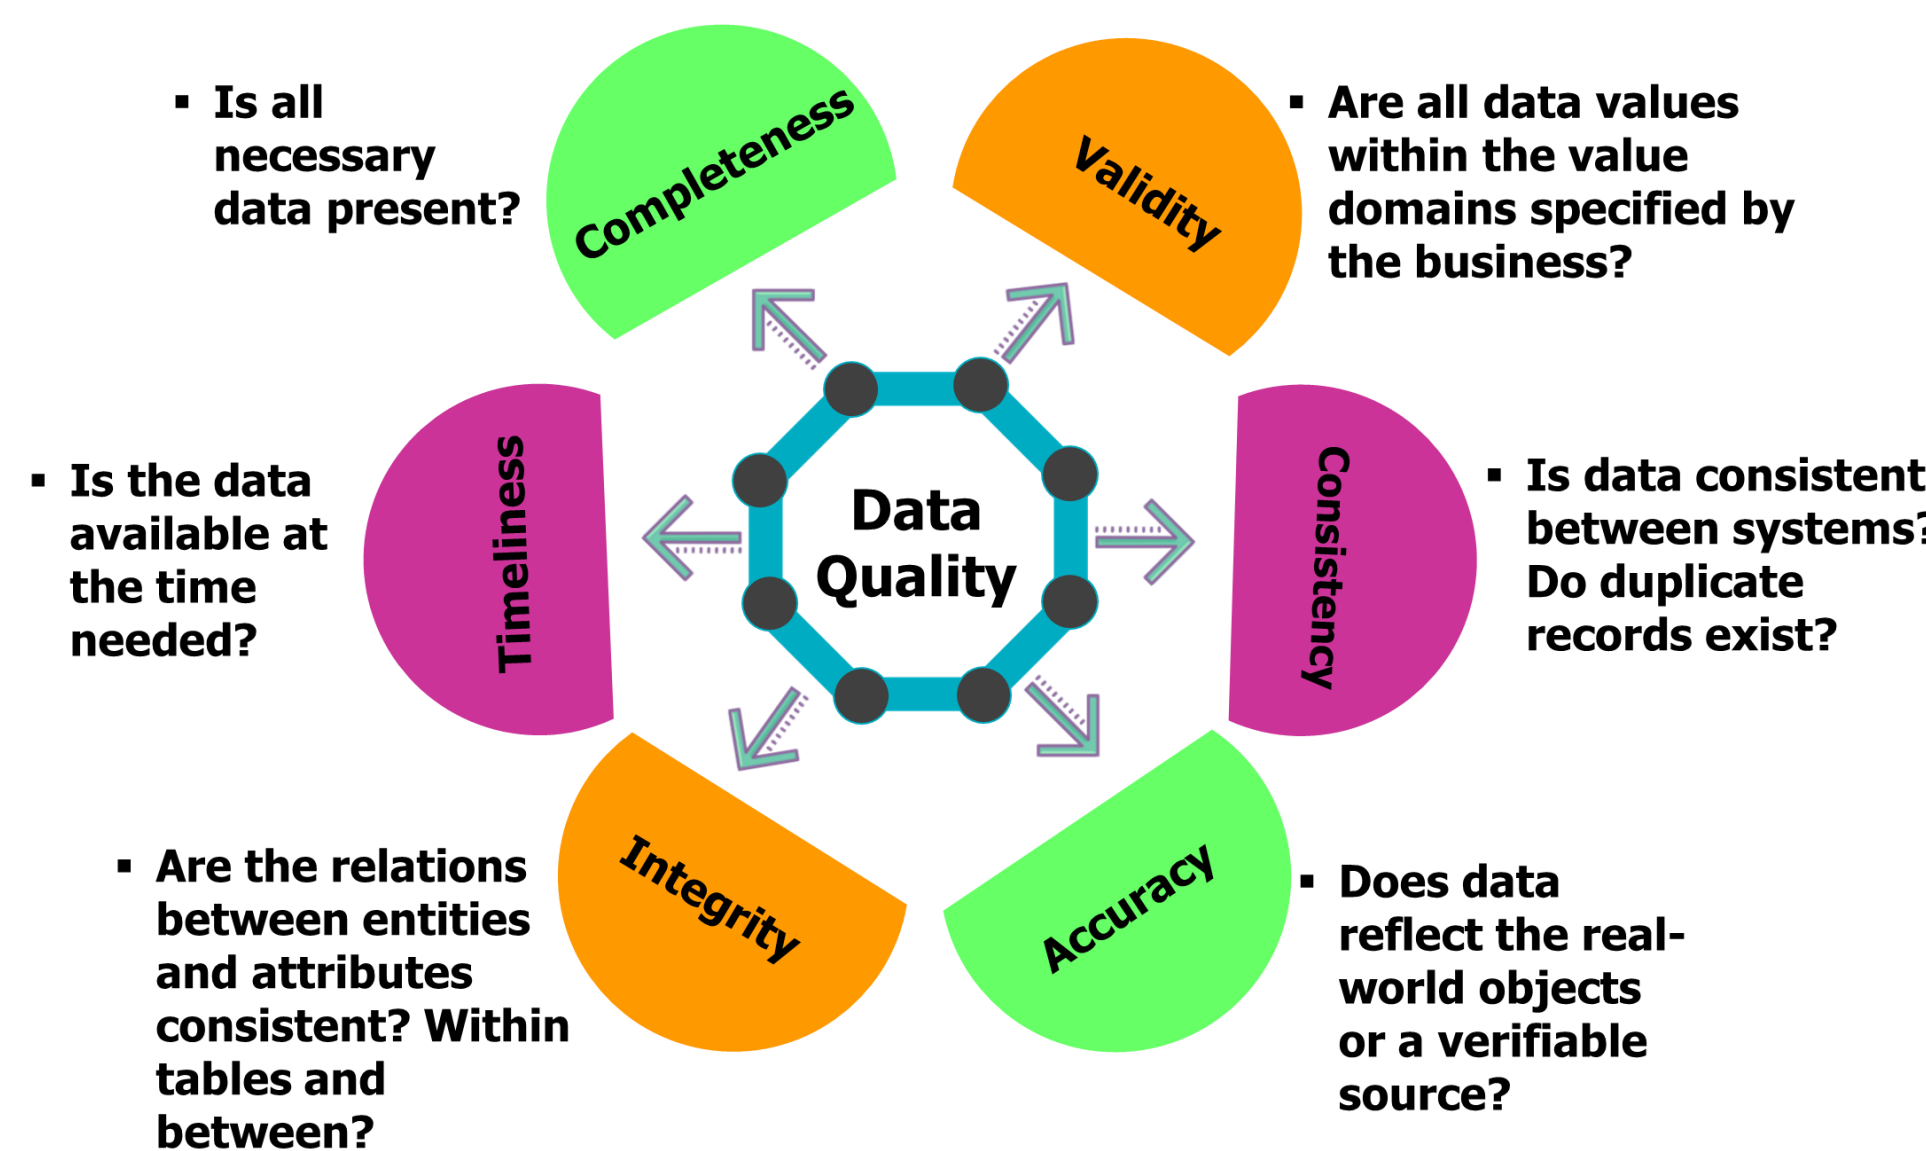 ▪ Is all
necessary
data present?
Completeness
Validity
▪ Are all data values
within the value
domains specified by
the business?
▪ Is the data
available at
the time
needed?
Timeliness
Data
Quality
Consistency
▪ Is data consistent
between systems?
Do duplicate
records exist?
▪ Are the relations
between entities
and attributes
consistent? Within
tables and
between?
Integrity
Accuracy
▪ Does data
reflect the real-
world objects
or a verifiable
source?